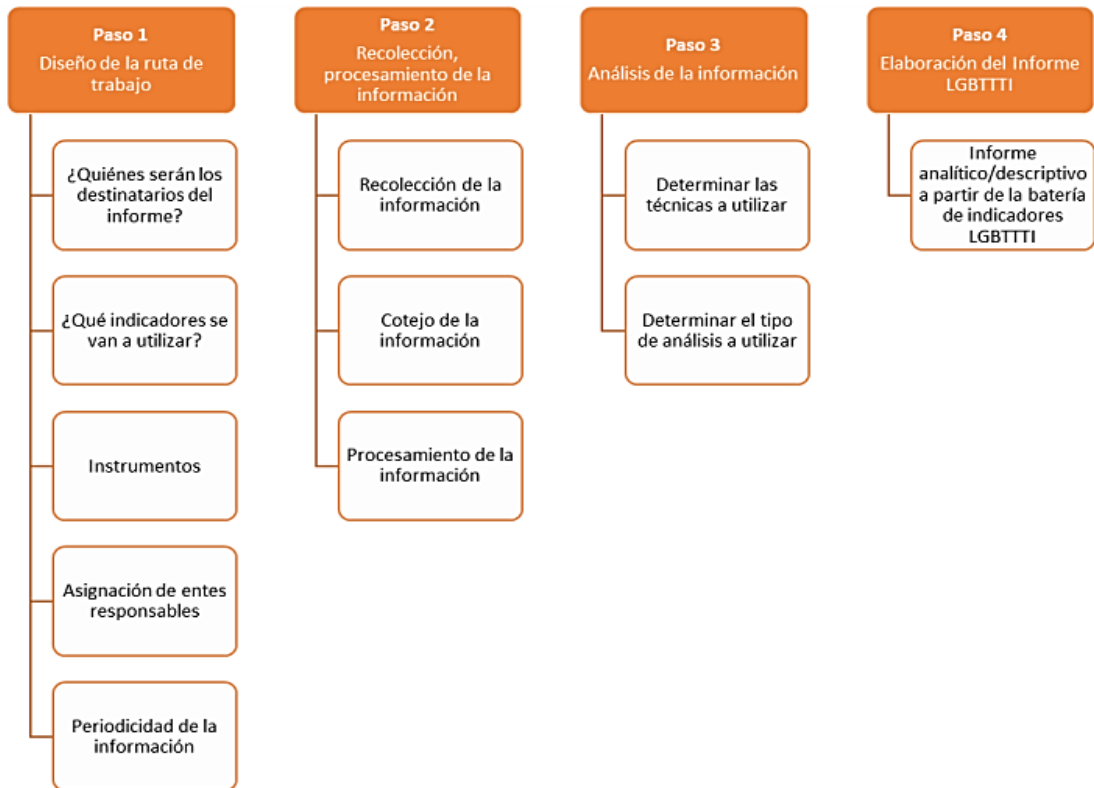 Paso 1
Diseño de la ruta de
trabajo
¿Quiénes serán los
destinatarios del
informe?
¿Qué indicadores se
van a utilizar?
Instrumentos
Asignación de entes
responsables
Periodicidad de la
información
Paso 2
Recolección,
procesamiento de la
información
Recolección de la
información
Cotejo de la
información
Procesamiento de la
información
Paso 3
Análisis de la información
Determinar las
técnicas a utilizar
Determinar el tipo
de análisis a utilizar
Paso 4
Elaboración del Informe
LGBTTTI
Informe
analítico/descriptivo
a partir de la batería
de indicadores
LGBTTTI